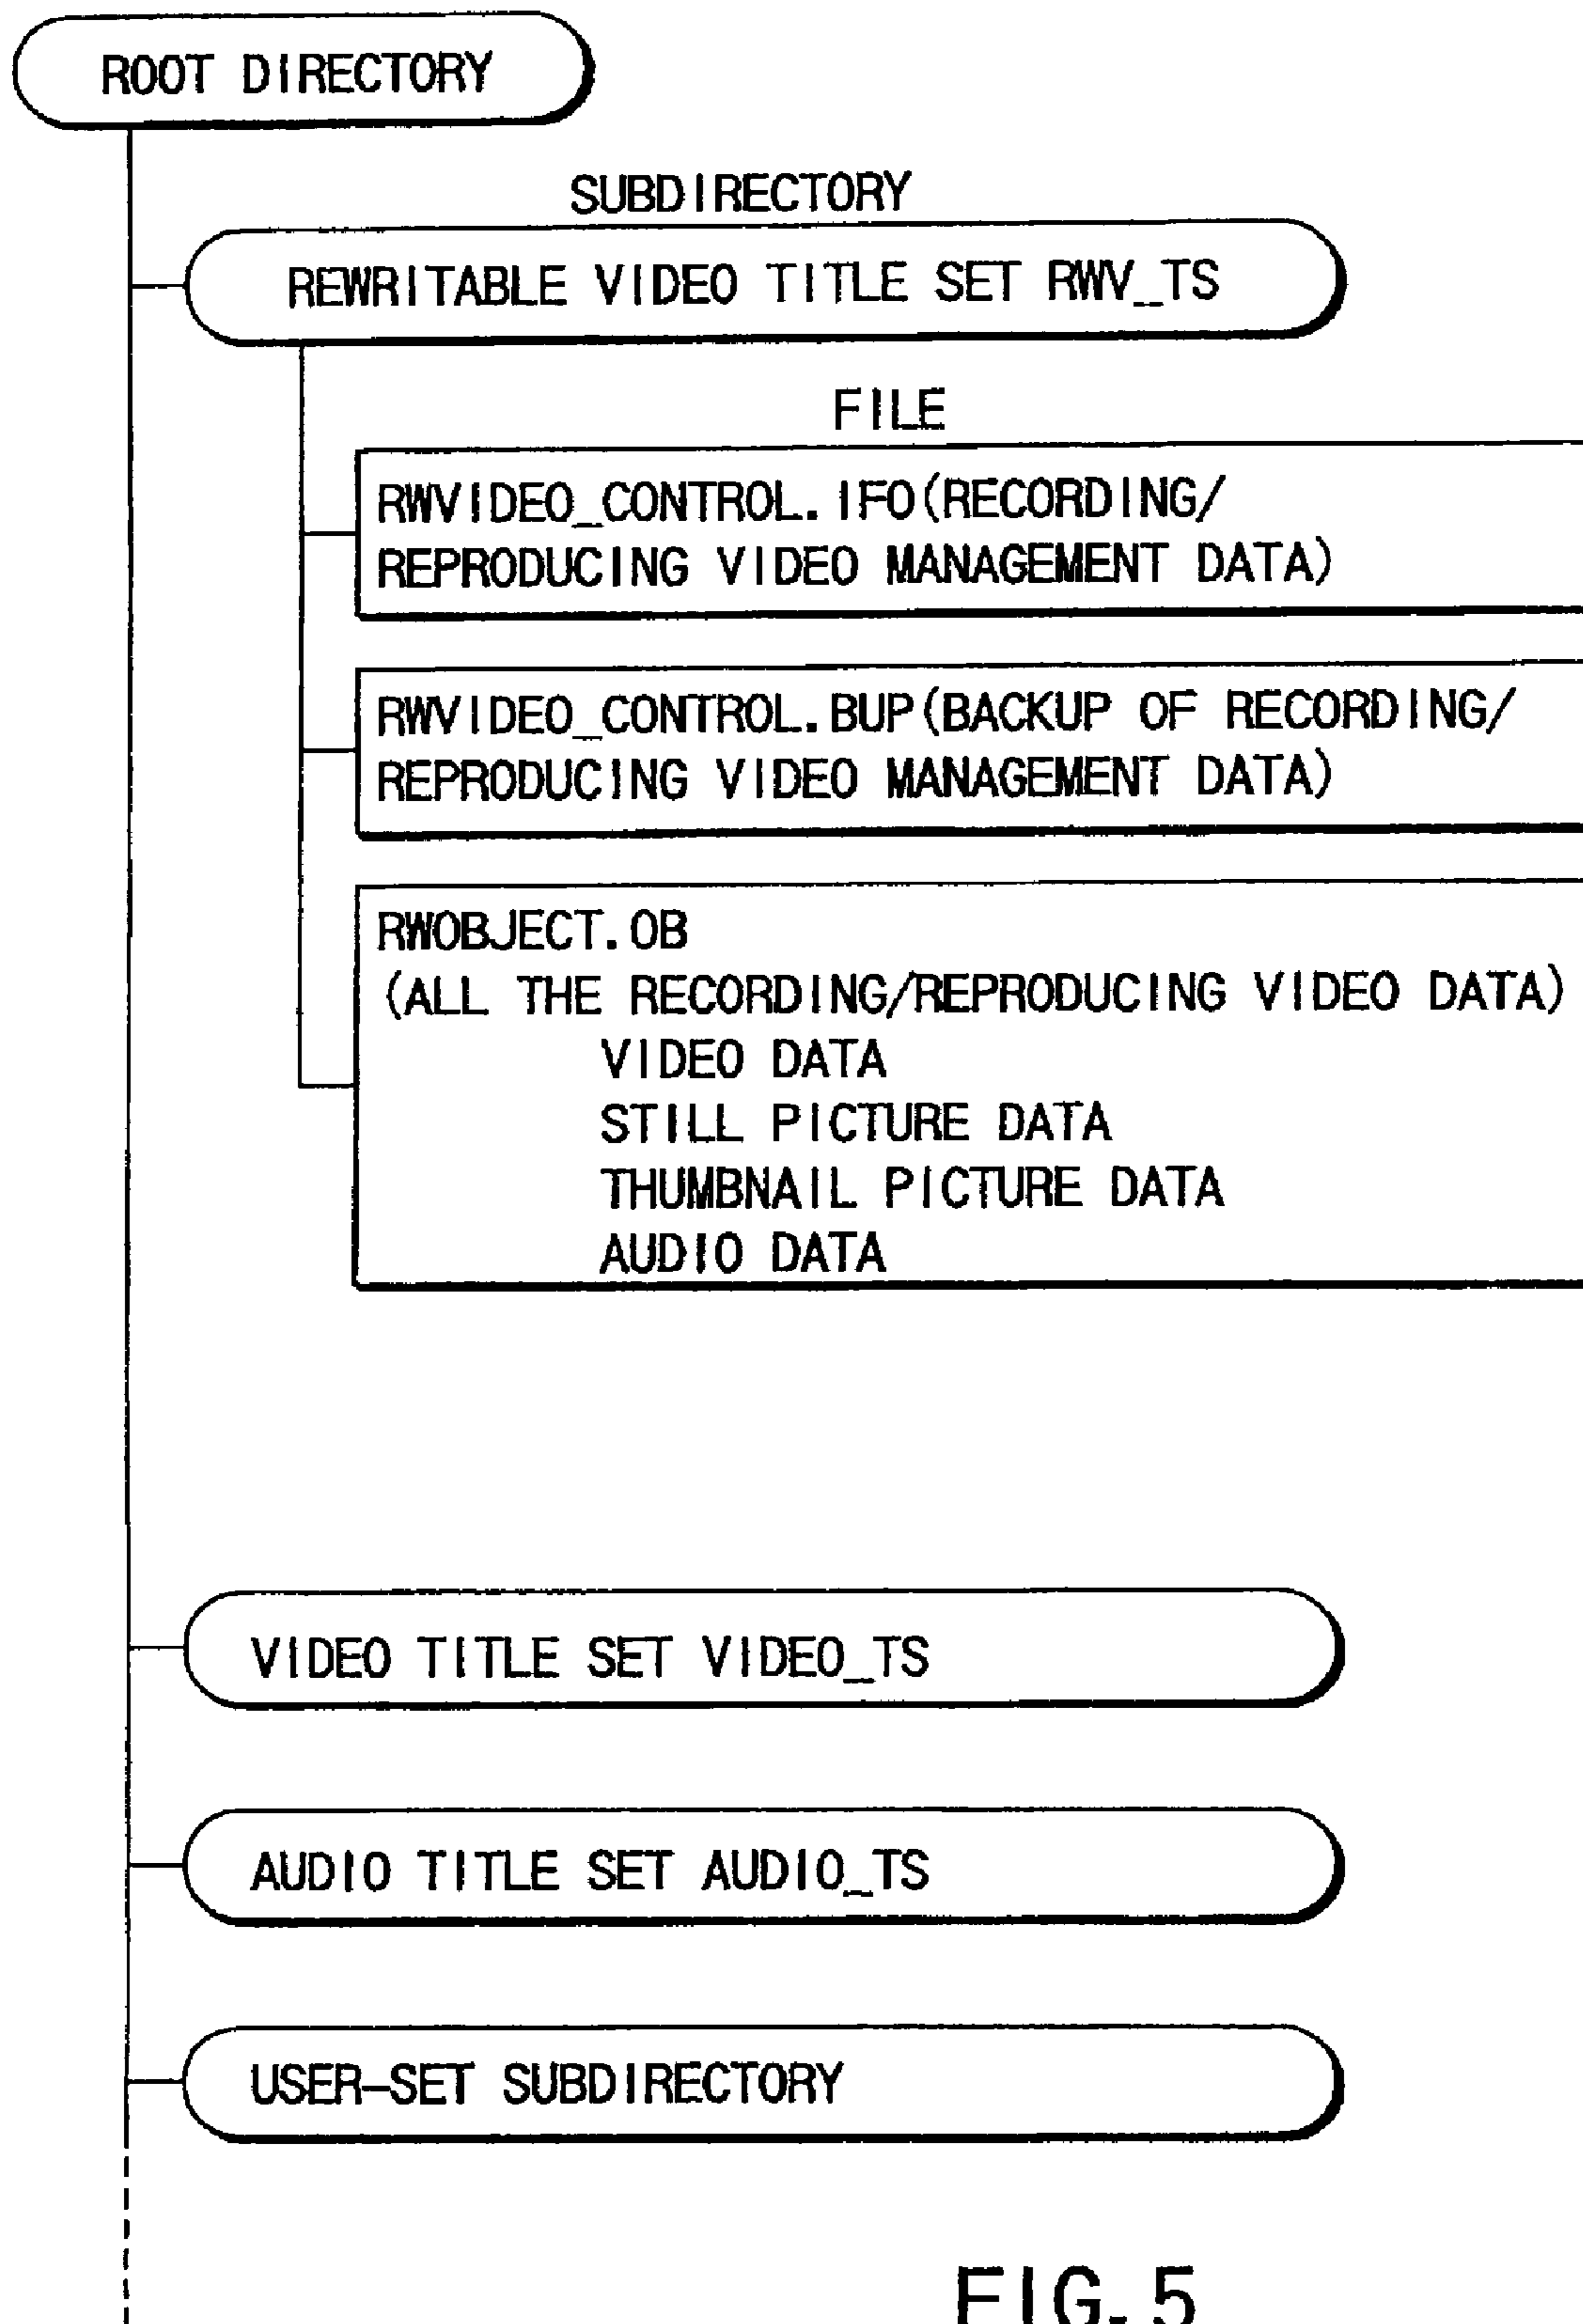 ROOT DIRECTORY
SUBDIRECTORY
REWRITABLE VIDEO TITLE SET RWV_TS
FILE
RWVIDEO_CONTROL.IFO(RECORDING/
REPRODUCING VIDEO MANAGEMENT DATA)
RWVIDEO_CONTROL.BUP(BACKUP OF RECORDING/
REPRODUCING VIDEO MANAGEMENT DATA)
RWOBJECT.OB
(ALL THE RECORDING/REPRODUCING VIDEO DATA)
VIDEO DATA
STILL PICTURE DATA
THUMBNAIL PICTURE DATA
AUDIO DATA
VIDEO TITLE SET VIDEO_TS
AUDIO TITLE SET AUDIO_TS
USER-SET SUBDIRECTORY
FIG. 5